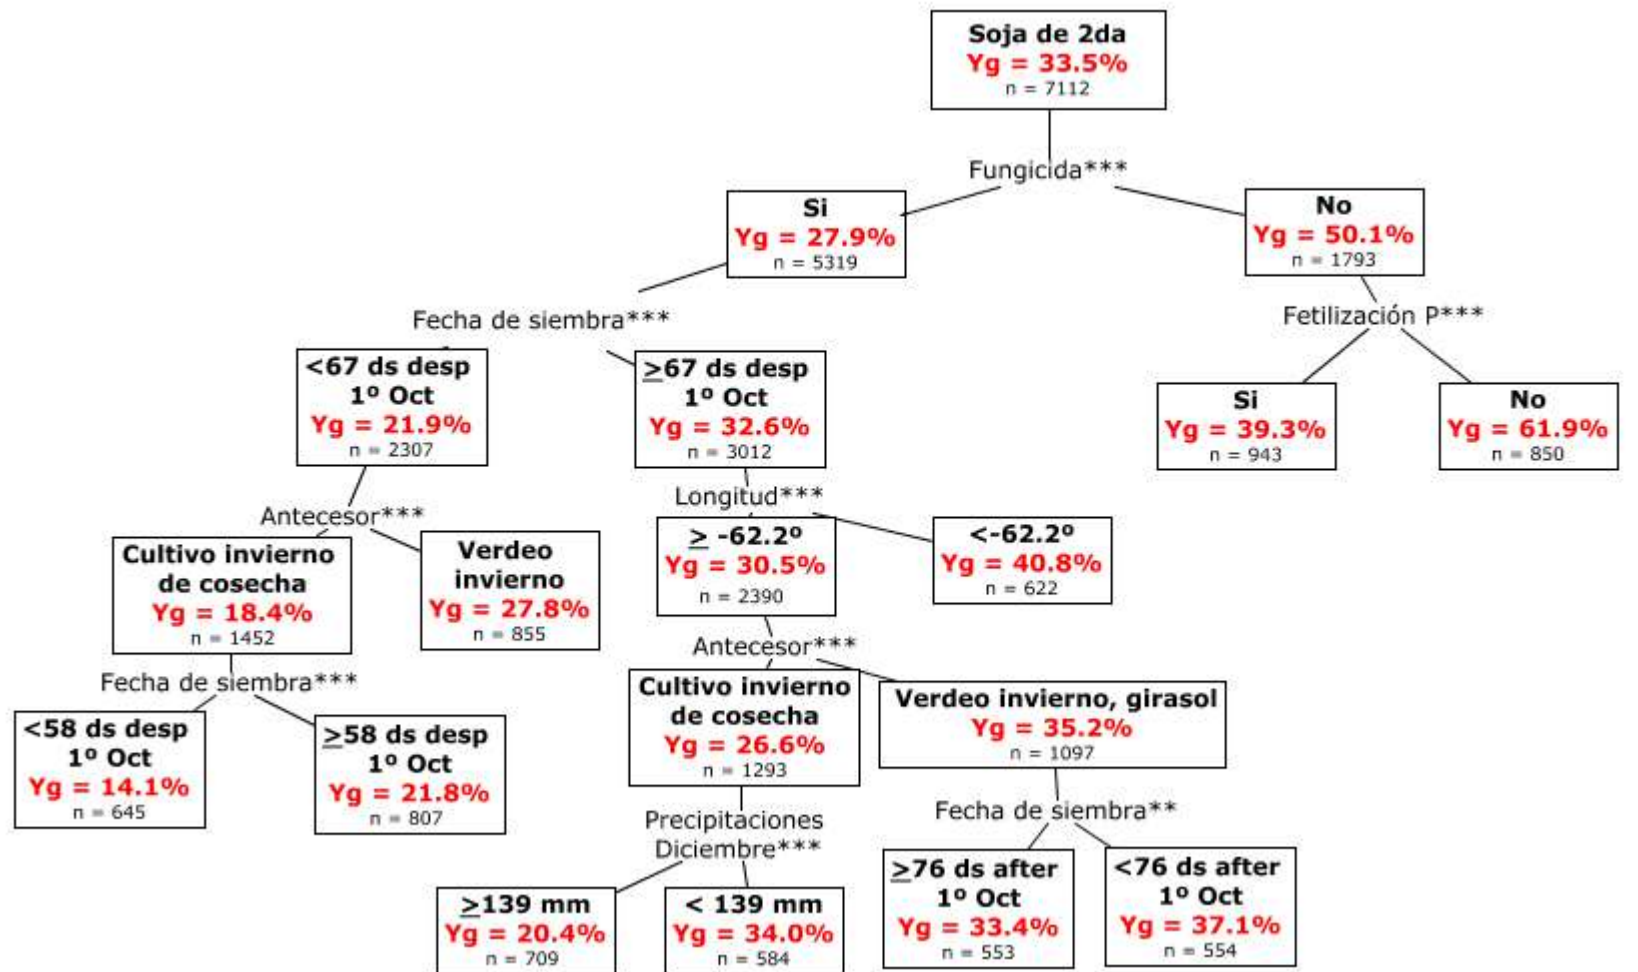 Soja de 2da
Yg = 33.5%
n = 7112
Fungicida***
Si
Yg = 27.9%
n = 5319
No
Yg = 50.1%
n = 1793
Fecha de siembra***
Fetilización P***
<67 ds desp
1º Oct
Yg = 21.9%
n = 2307
≥67 ds desp
1º Oct
Yg = 32.6%
n = 3012
Si
Yg = 39.3%
n = 943
No
Yg = 61.9%
n = 850
Antecesor***
Longitud***
Cultivo invierno
de cosecha
Yg = 18.4%
n = 1452
Verdeo
invierno
Yg = 27.8%
n = 855
≥ -62.2º
Yg = 30.5%
n = 2390
<-62.2º
Yg = 40.8%
n = 622
Fecha de siembra***
Antecesor***
<58 ds desp
1º Oct
Yg = 14.1%
n = 645
≥58 ds desp
1º Oct
Yg = 21.8%
n = 807
Cultivo invierno
de cosecha
Yg = 26.6%
n = 1293
Verdeo invierno, girasol
Yg = 35.2%
n = 1097
Precipitaciones
Diciembre***
Fecha de siembra**
≥139 mm
Yg = 20.4%
n = 709
< 139 mm
Yg = 34.0%
n = 584
≥76 ds after
1º Oct
Yg = 33.4%
n = 553
<76 ds after
1º Oct
Yg = 37.1%
n = 554